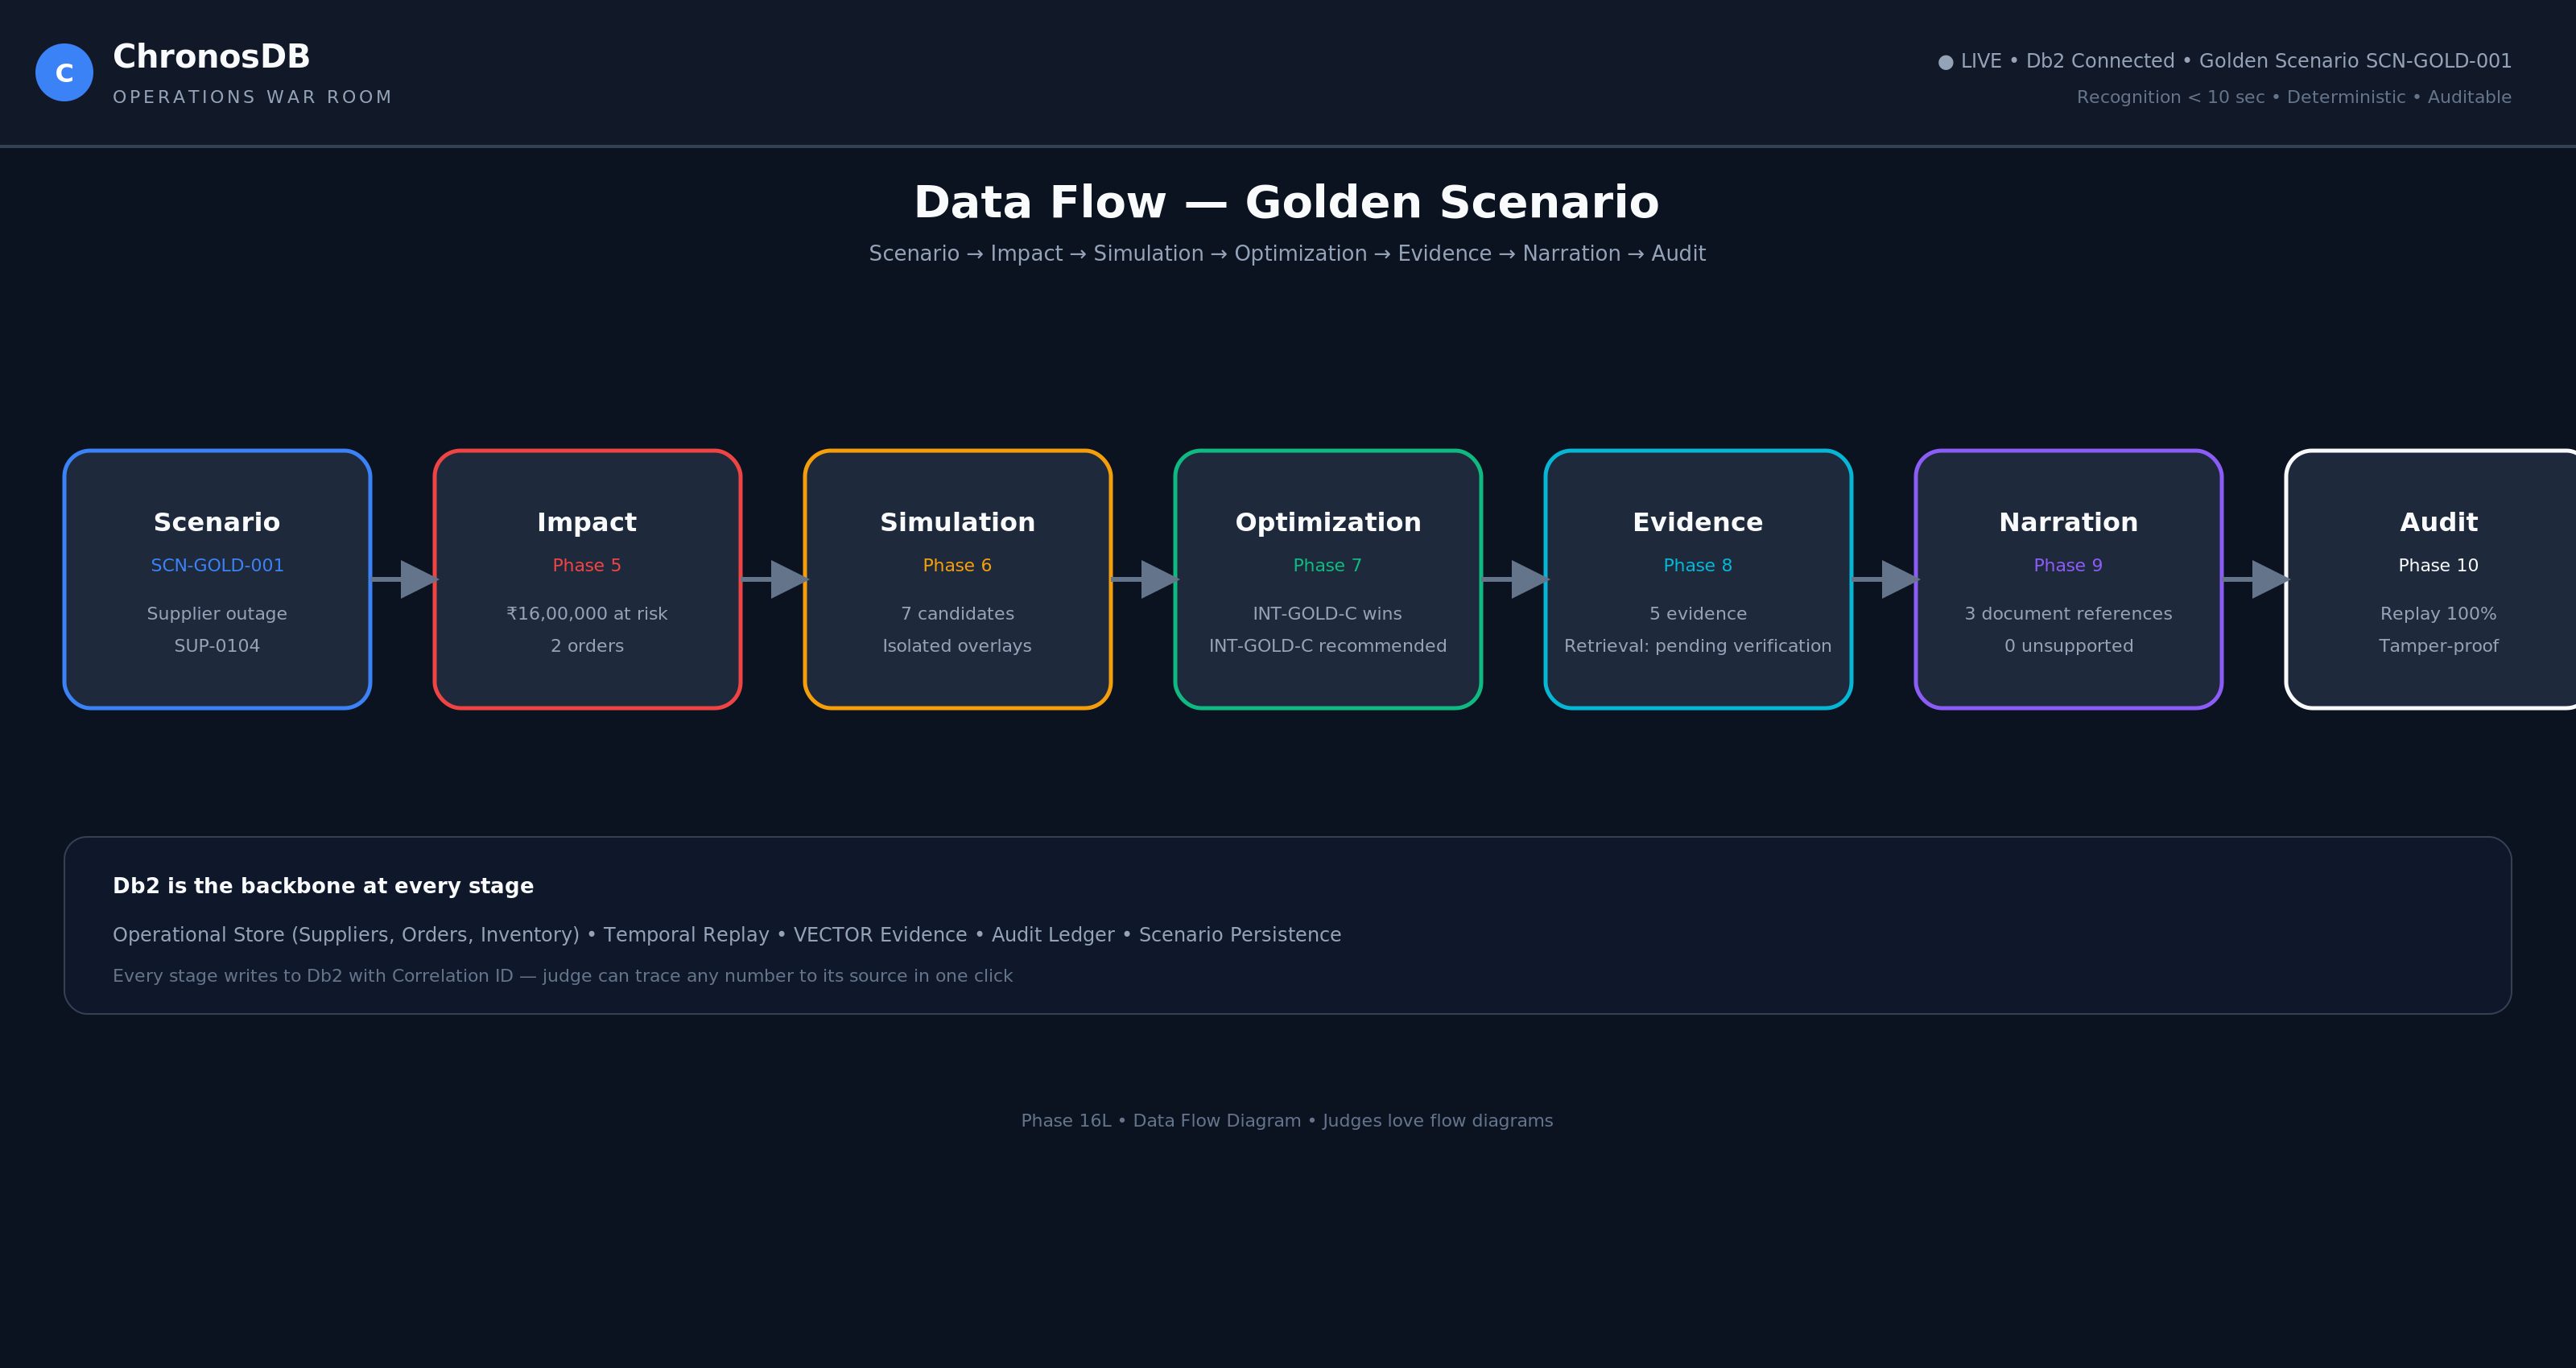 C
ChronosDB
OPERATIONS WAR ROOM
● LIVE • Db2 Connected • Golden Scenario SCN-GOLD-001
Recognition < 10 sec • Deterministic • Auditable
Data Flow — Golden Scenario
Scenario → Impact → Simulation → Optimization → Evidence → Narration → Audit
Scenario
SCN-GOLD-001
Supplier outage
SUP-0104
Impact
Phase 5
₹16,00,000 at risk
2 orders
Simulation
Phase 6
7 candidates
Isolated overlays
Optimization
Phase 7
INT-GOLD-C wins
INT-GOLD-C recommended
Evidence
Phase 8
5 evidence
Retrieval: pending verification
Narration
Phase 9
3 document references
0 unsupported
Audit
Phase 10
Replay 100%
Tamper-proof
Db2 is the backbone at every stage
Operational Store (Suppliers, Orders, Inventory) • Temporal Replay • VECTOR Evidence • Audit Ledger • Scenario Persistence
Every stage writes to Db2 with Correlation ID — judge can trace any number to its source in one click
Phase 16L • Data Flow Diagram • Judges love flow diagrams